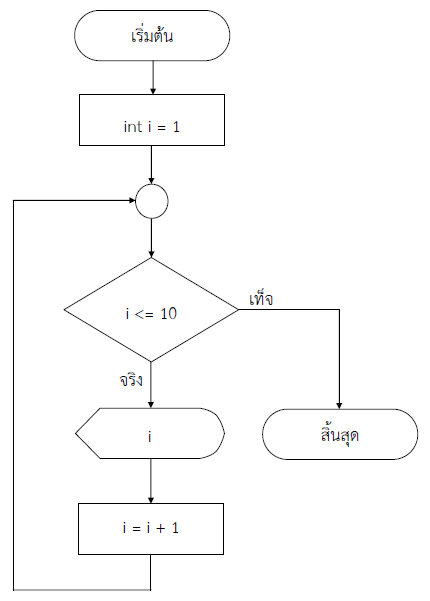 เริ่มต้น
int i = 1
i <= 10
เท็จ
จริง
i
สิ้นสุด
i = i + 1